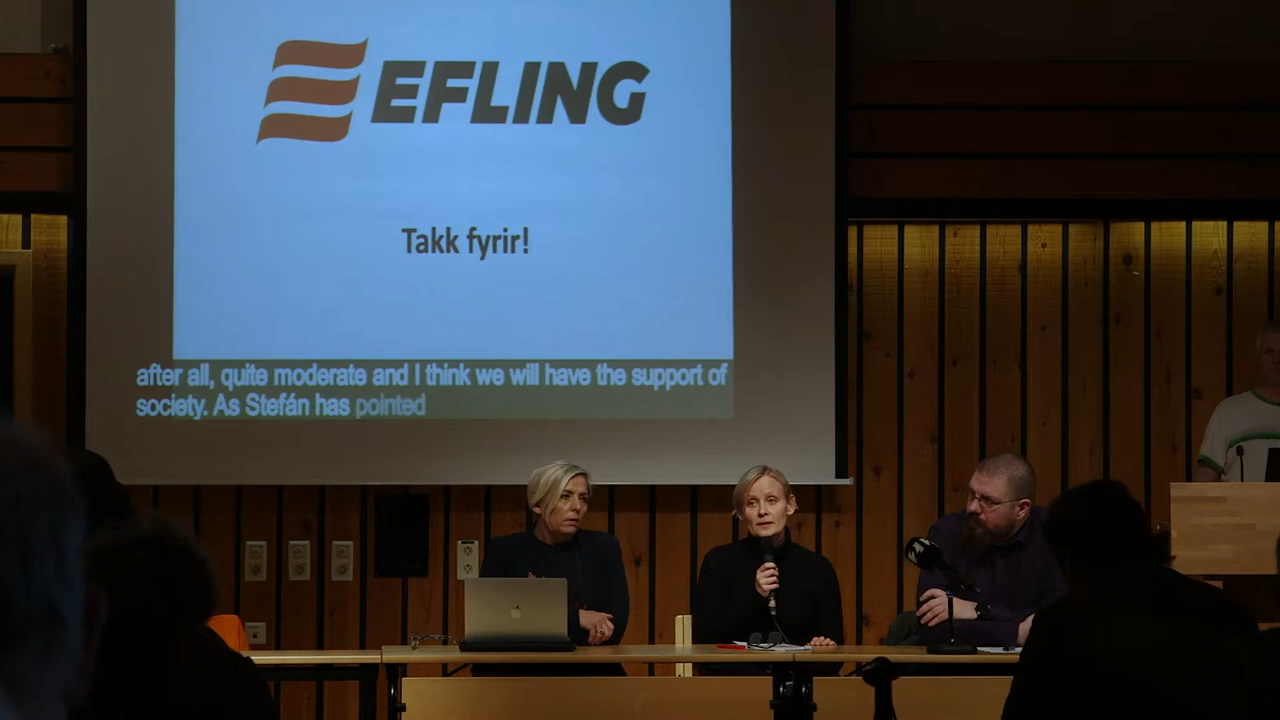 EFLING
Takk fyrir!
after all, quite moderate and I think we will have the support of
society. As Stefán has pointed